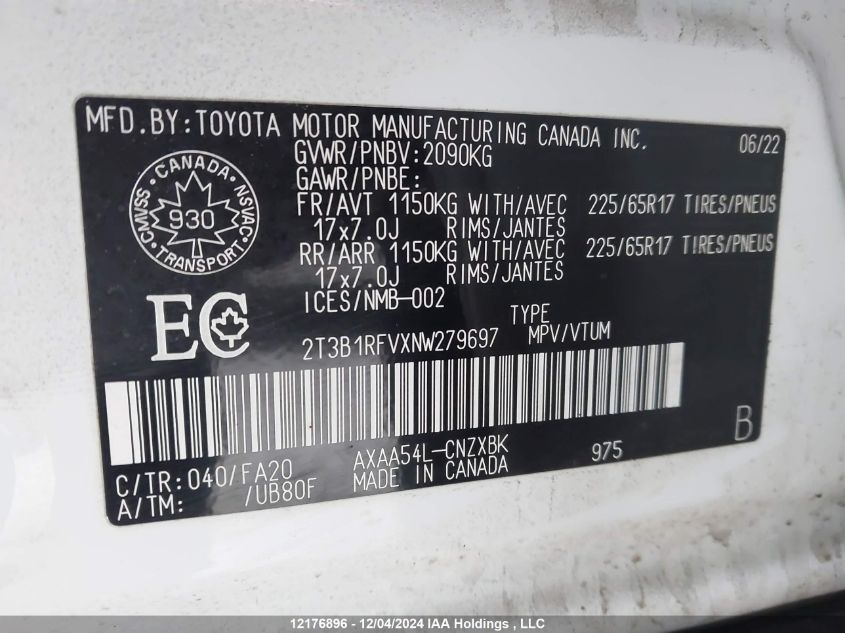 MFD.BY:TOYOTA MOTOR MANUFACTURING CANADA INC. 06/22
GVWR/PNBV:2090KG
GAWR/PNBE:
FR/AVT 1150KG WITH/AVEC 225/65R17 TIRES/PNEUS
17x7.0J RIMS/JANTES
RR/ARR 1150KG WITH/AVEC 225/65R17 TIRES/PNEUS
17x7.0J RIMS/JANTES
ICES/NMB-002
CANADA
CMVSS NSVAC
930
TRANSPORT
EC
TYPE
2T3B1RFVXNW279697 MPV/VTUM
B
C/TR:040/FA20 AXAA54L-CNZXBK 975
A/TM: /UB80F MADE IN CANADA
12176896 - 12/04/2024 IAA Holdings , LLC